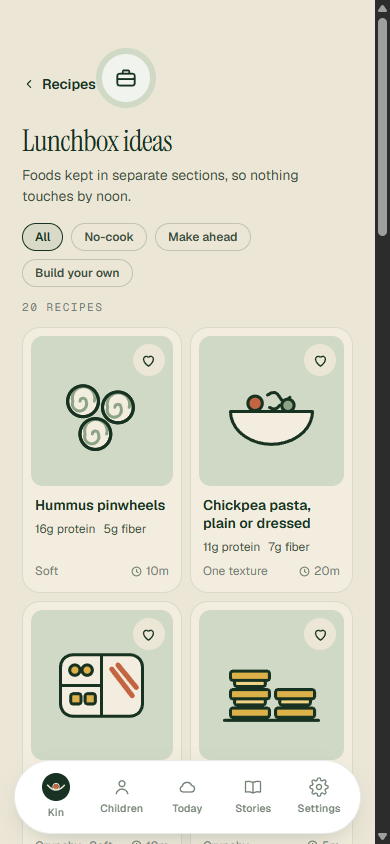 Recipes
Lunchbox ideas
Foods kept in separate sections, so nothing
touches by noon.
All No-cook Make ahead
Build your own
20 RECIPES
Hummus pinwheels
16g protein 5g fiber
Soft 10m
Chickpea pasta,
plain or dressed
11g protein 7g fiber
One texture 20m
Kin Children Today Stories Settings